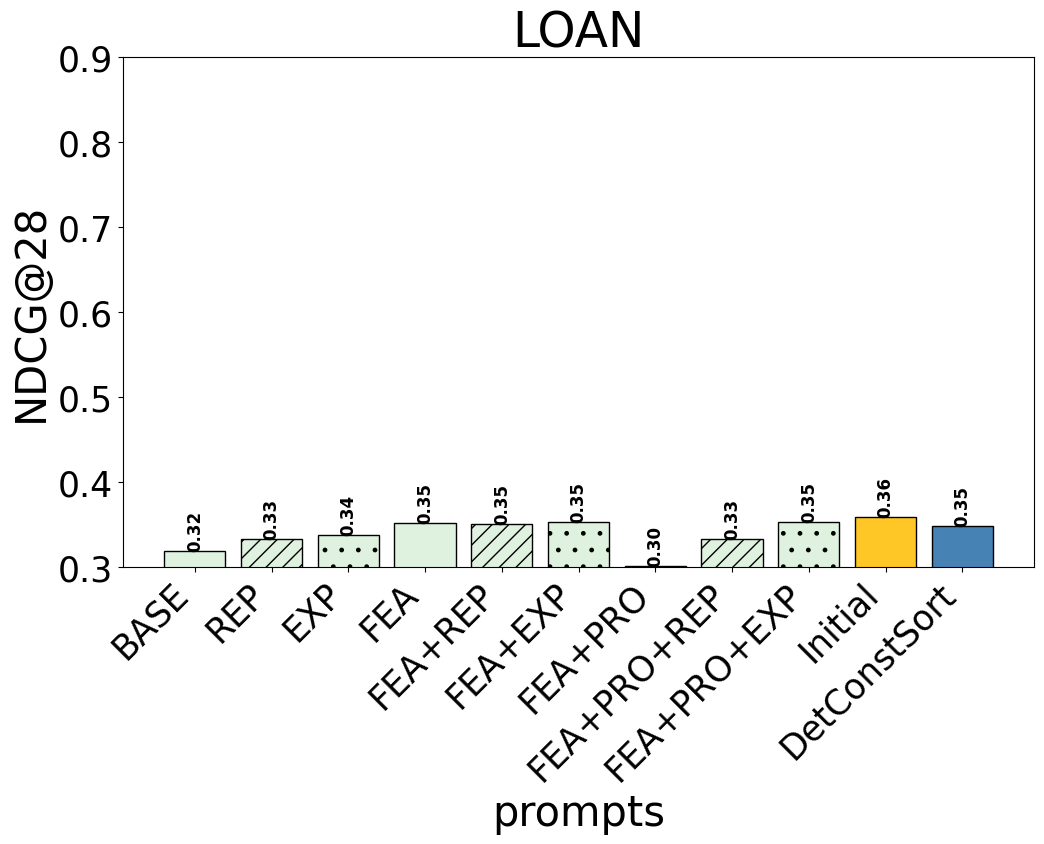 LOAN
NDCG@28
0.9
0.8
0.7
0.6
0.5
0.4
0.3
0.32
0.33
0.34
0.35
0.35
0.35
0.30
0.33
0.35
0.36
0.35
BASE
REP
EXP
FEA
FEA+REP
FEA+EXP
FEA+PRO
FEA+PRO+REP
FEA+PRO+EXP
Initial
DetConstSort
prompts